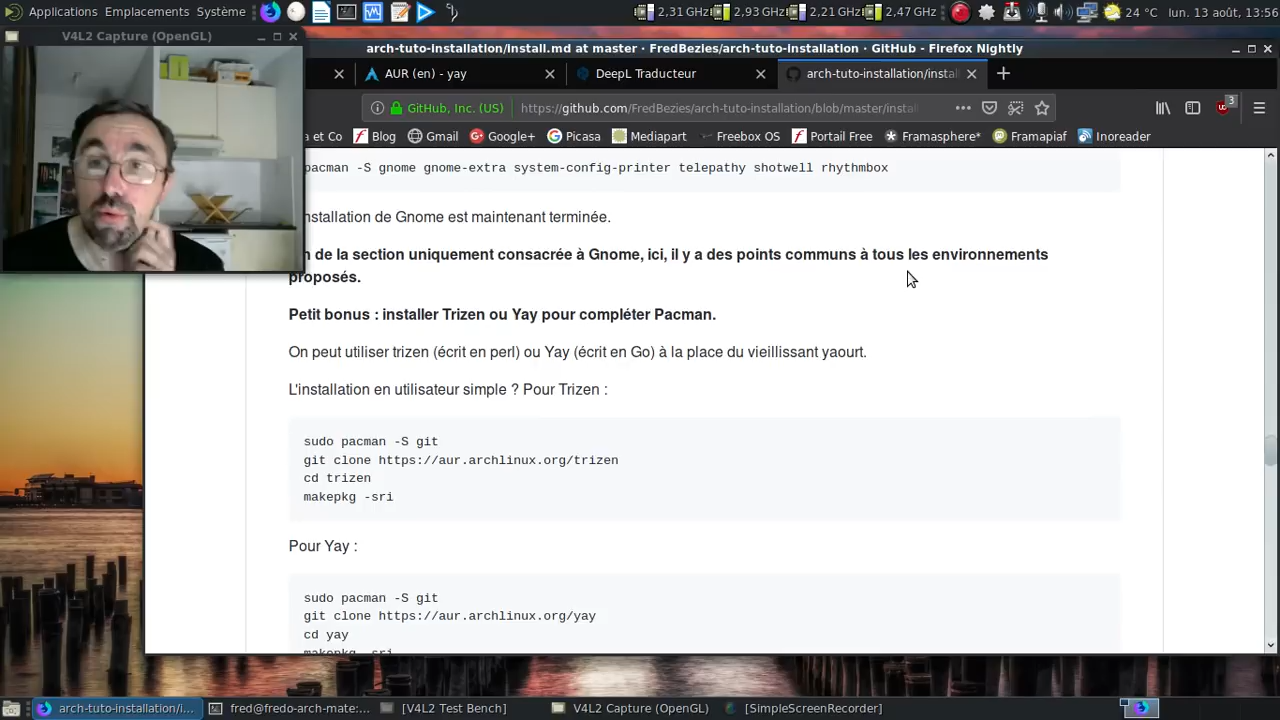 Applications Emplacements Système
2,31 GHz
2,21 GHz
2,47 GHz
24 °C
lun. 13 août, 13:56
V4L2 Capture (OpenGL)
arch-tuto-installation/install.md at master · FredBezies/arch-tuto-installation · GitHub - Firefox Nightly
AUR (en) - yay
DeepL Traducteur
arch-tuto-installation/instal
GitHub, Inc. (US)
https://github.com/FredBezies/arch-tuto-installation/blob/master/insta
3
a et Co
Blog
Gmail
Google+
Picasa
Mediapart
Freebox OS
Portail Free
Framasphere*
Framapiaf
Inoreader
pacman -S gnome gnome-extra system-config-printer telepathy shotwell rhythmbox
nstallation de Gnome est maintenant terminée.
n de la section uniquement consacrée à Gnome, ici, il y a des points communs à tous les environnements
proposés.
Petit bonus : installer Trizen ou Yay pour compléter Pacman.
On peut utiliser trizen (écrit en perl) ou Yay (écrit en Go) à la place du vieillissant yaourt.
L'installation en utilisateur simple ? Pour Trizen :
sudo pacman -S git
git clone https://aur.archlinux.org/trizen
cd trizen
makepkg -sri
Pour Yay :
sudo pacman -S git
git clone https://aur.archlinux.org/yay
cd yay
makepkg -sri
arch-tuto-installation/i...
fred@fredo-arch-mate:...
[V4L2 Test Bench]
V4L2 Capture (OpenGL)
[SimpleScreenRecorder]